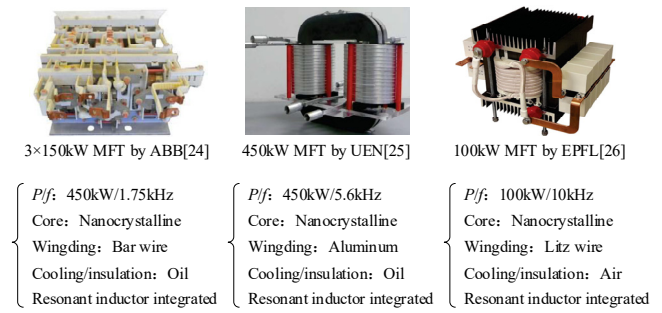 3×150kW MFT by ABB[24]
450kW MFT by UEN[25]
100kW MFT by EPFL[26]
P/f：450kW/1.75kHz
Core：Nanocrystalline
Wingding：Bar wire
Cooling/insulation：Oil
Resonant inductor integrated
P/f：450kW/5.6kHz
Core：Nanocrystalline
Wingding：Aluminum
Cooling/insulation：Oil
Resonant inductor integrated
P/f：100kW/10kHz
Core：Nanocrystalline
Wingding：Litz wire
Cooling/insulation：Air
Resonant inductor integrated